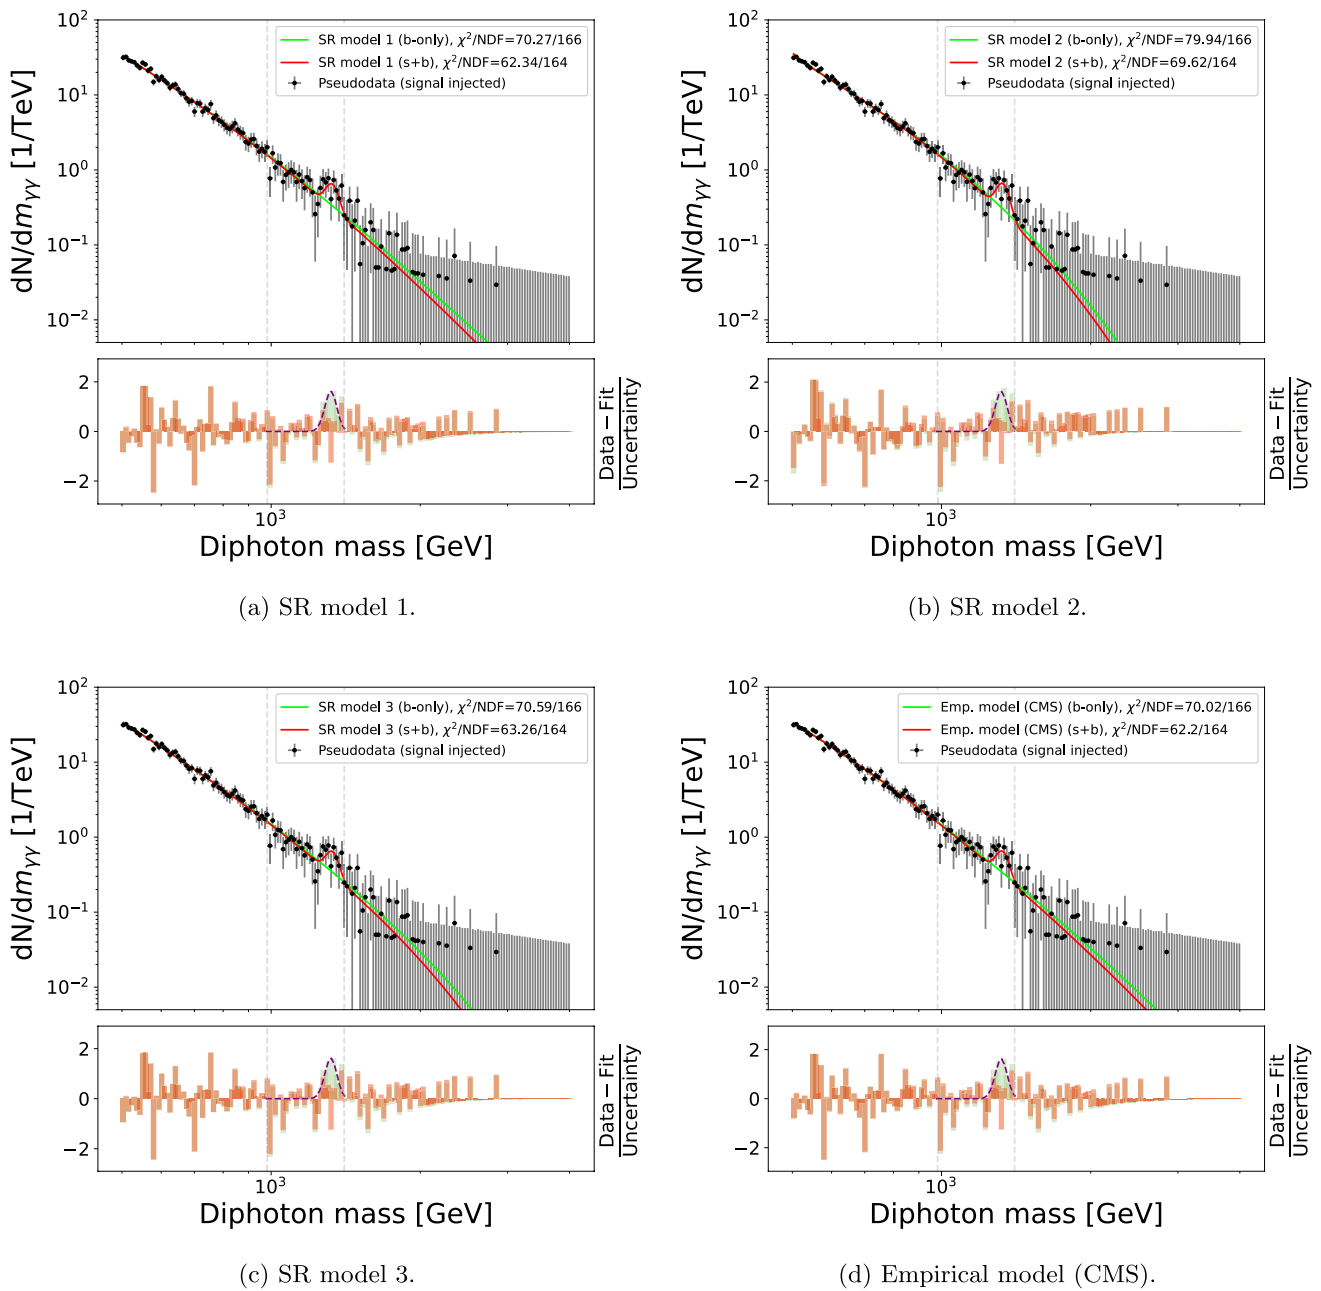 10²
10¹
10⁰
10⁻¹
10⁻²
dN/dm_γγ [1/TeV]
SR model 1 (b-only), χ²/NDF=70.27/166
SR model 1 (s+b), χ²/NDF=62.34/164
Pseudodata (signal injected)
2
0
−2
Data − Fit
Uncertainty
10³
Diphoton mass [GeV]
(a) SR model 1.
10²
10¹
10⁰
10⁻¹
10⁻²
dN/dm_γγ [1/TeV]
SR model 2 (b-only), χ²/NDF=79.94/166
SR model 2 (s+b), χ²/NDF=69.62/164
Pseudodata (signal injected)
2
0
−2
Data − Fit
Uncertainty
10³
Diphoton mass [GeV]
(b) SR model 2.
10²
10¹
10⁰
10⁻¹
10⁻²
dN/dm_γγ [1/TeV]
SR model 3 (b-only), χ²/NDF=70.59/166
SR model 3 (s+b), χ²/NDF=63.26/164
Pseudodata (signal injected)
2
0
−2
Data − Fit
Uncertainty
10³
Diphoton mass [GeV]
(c) SR model 3.
10²
10¹
10⁰
10⁻¹
10⁻²
dN/dm_γγ [1/TeV]
Emp. model (CMS) (b-only), χ²/NDF=70.02/166
Emp. model (CMS) (s+b), χ²/NDF=62.2/164
Pseudodata (signal injected)
2
0
−2
Data − Fit
Uncertainty
10³
Diphoton mass [GeV]
(d) Empirical model (CMS).